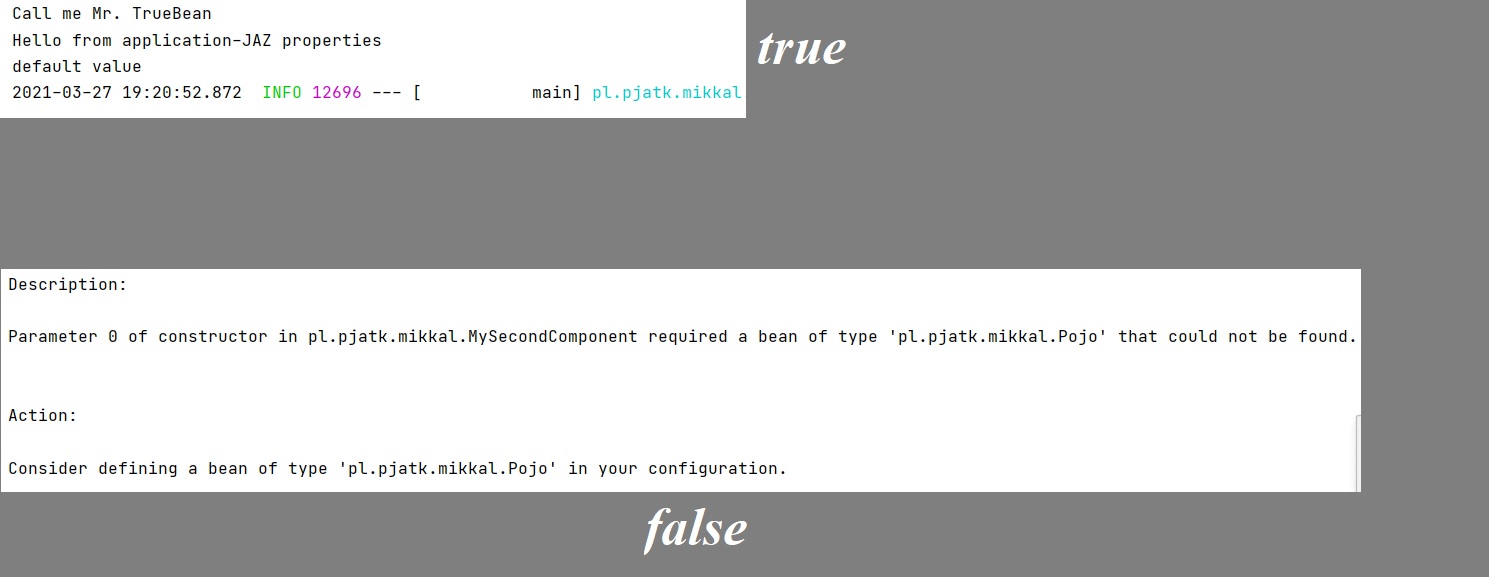 Call me Mr. TrueBean
Hello from application-JAZ properties
default value
2021-03-27 19:20:52.872  INFO 12696 --- [           main] pl.pjatk.mikkal
true
Description:
Parameter 0 of constructor in pl.pjatk.mikkal.MySecondComponent required a bean of type 'pl.pjatk.mikkal.Pojo' that could not be found.
Action:
Consider defining a bean of type 'pl.pjatk.mikkal.Pojo' in your configuration.
false